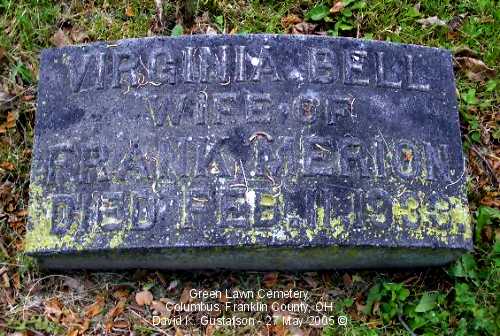 VIRGINIA BELL
WIFE OF
FRANK MERION
DIED FEB. 1, 1938
Green Lawn Cemetery
Columbus, Franklin County, OH
David K. Gustafson - 27 May 2005 ©